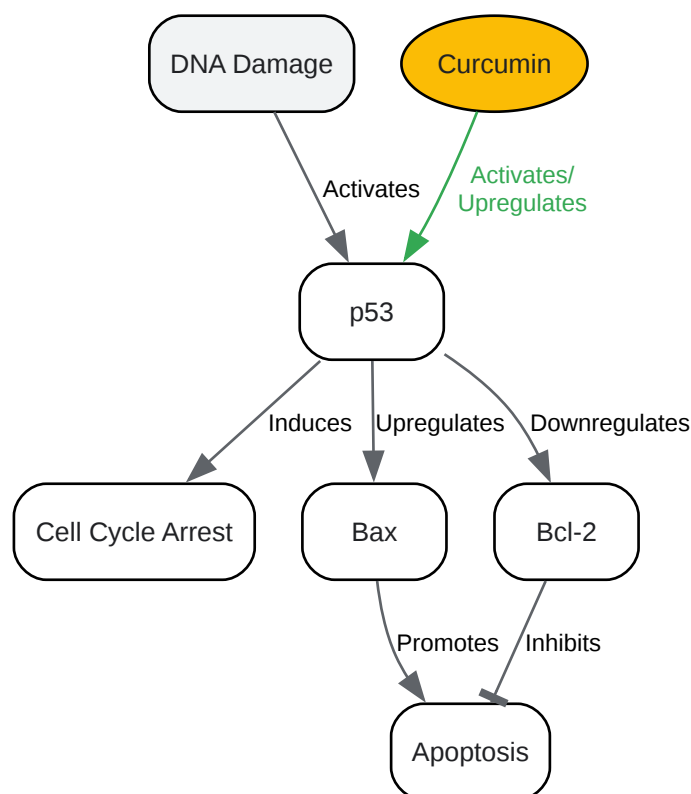 DNA Damage
Curcumin
Activates
Activates/
Upregulates
p53
Induces
Upregulates
Downregulates
Cell Cycle Arrest
Bax
Bcl-2
Promotes
Inhibits
Apoptosis